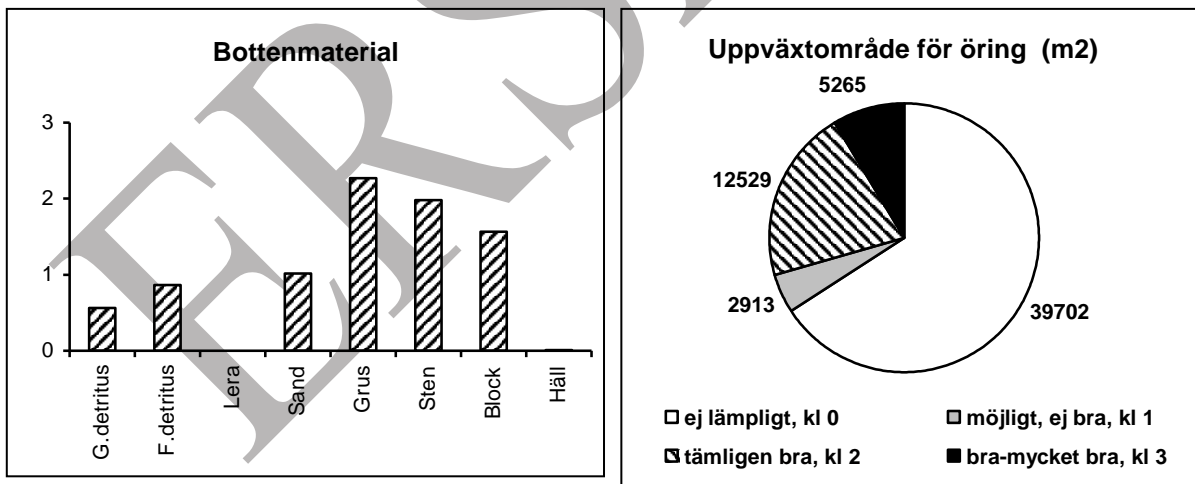 Bottenmaterial
3
2
1
0
G.detritus
F.detritus
Lera
Sand
Grus
Sten
Block
Häll
Uppväxtområde för öring (m2)
5265
12529
2913
39702
ej lämpligt, kl 0
möjligt, ej bra, kl 1
tämligen bra, kl 2
bra-mycket bra, kl 3